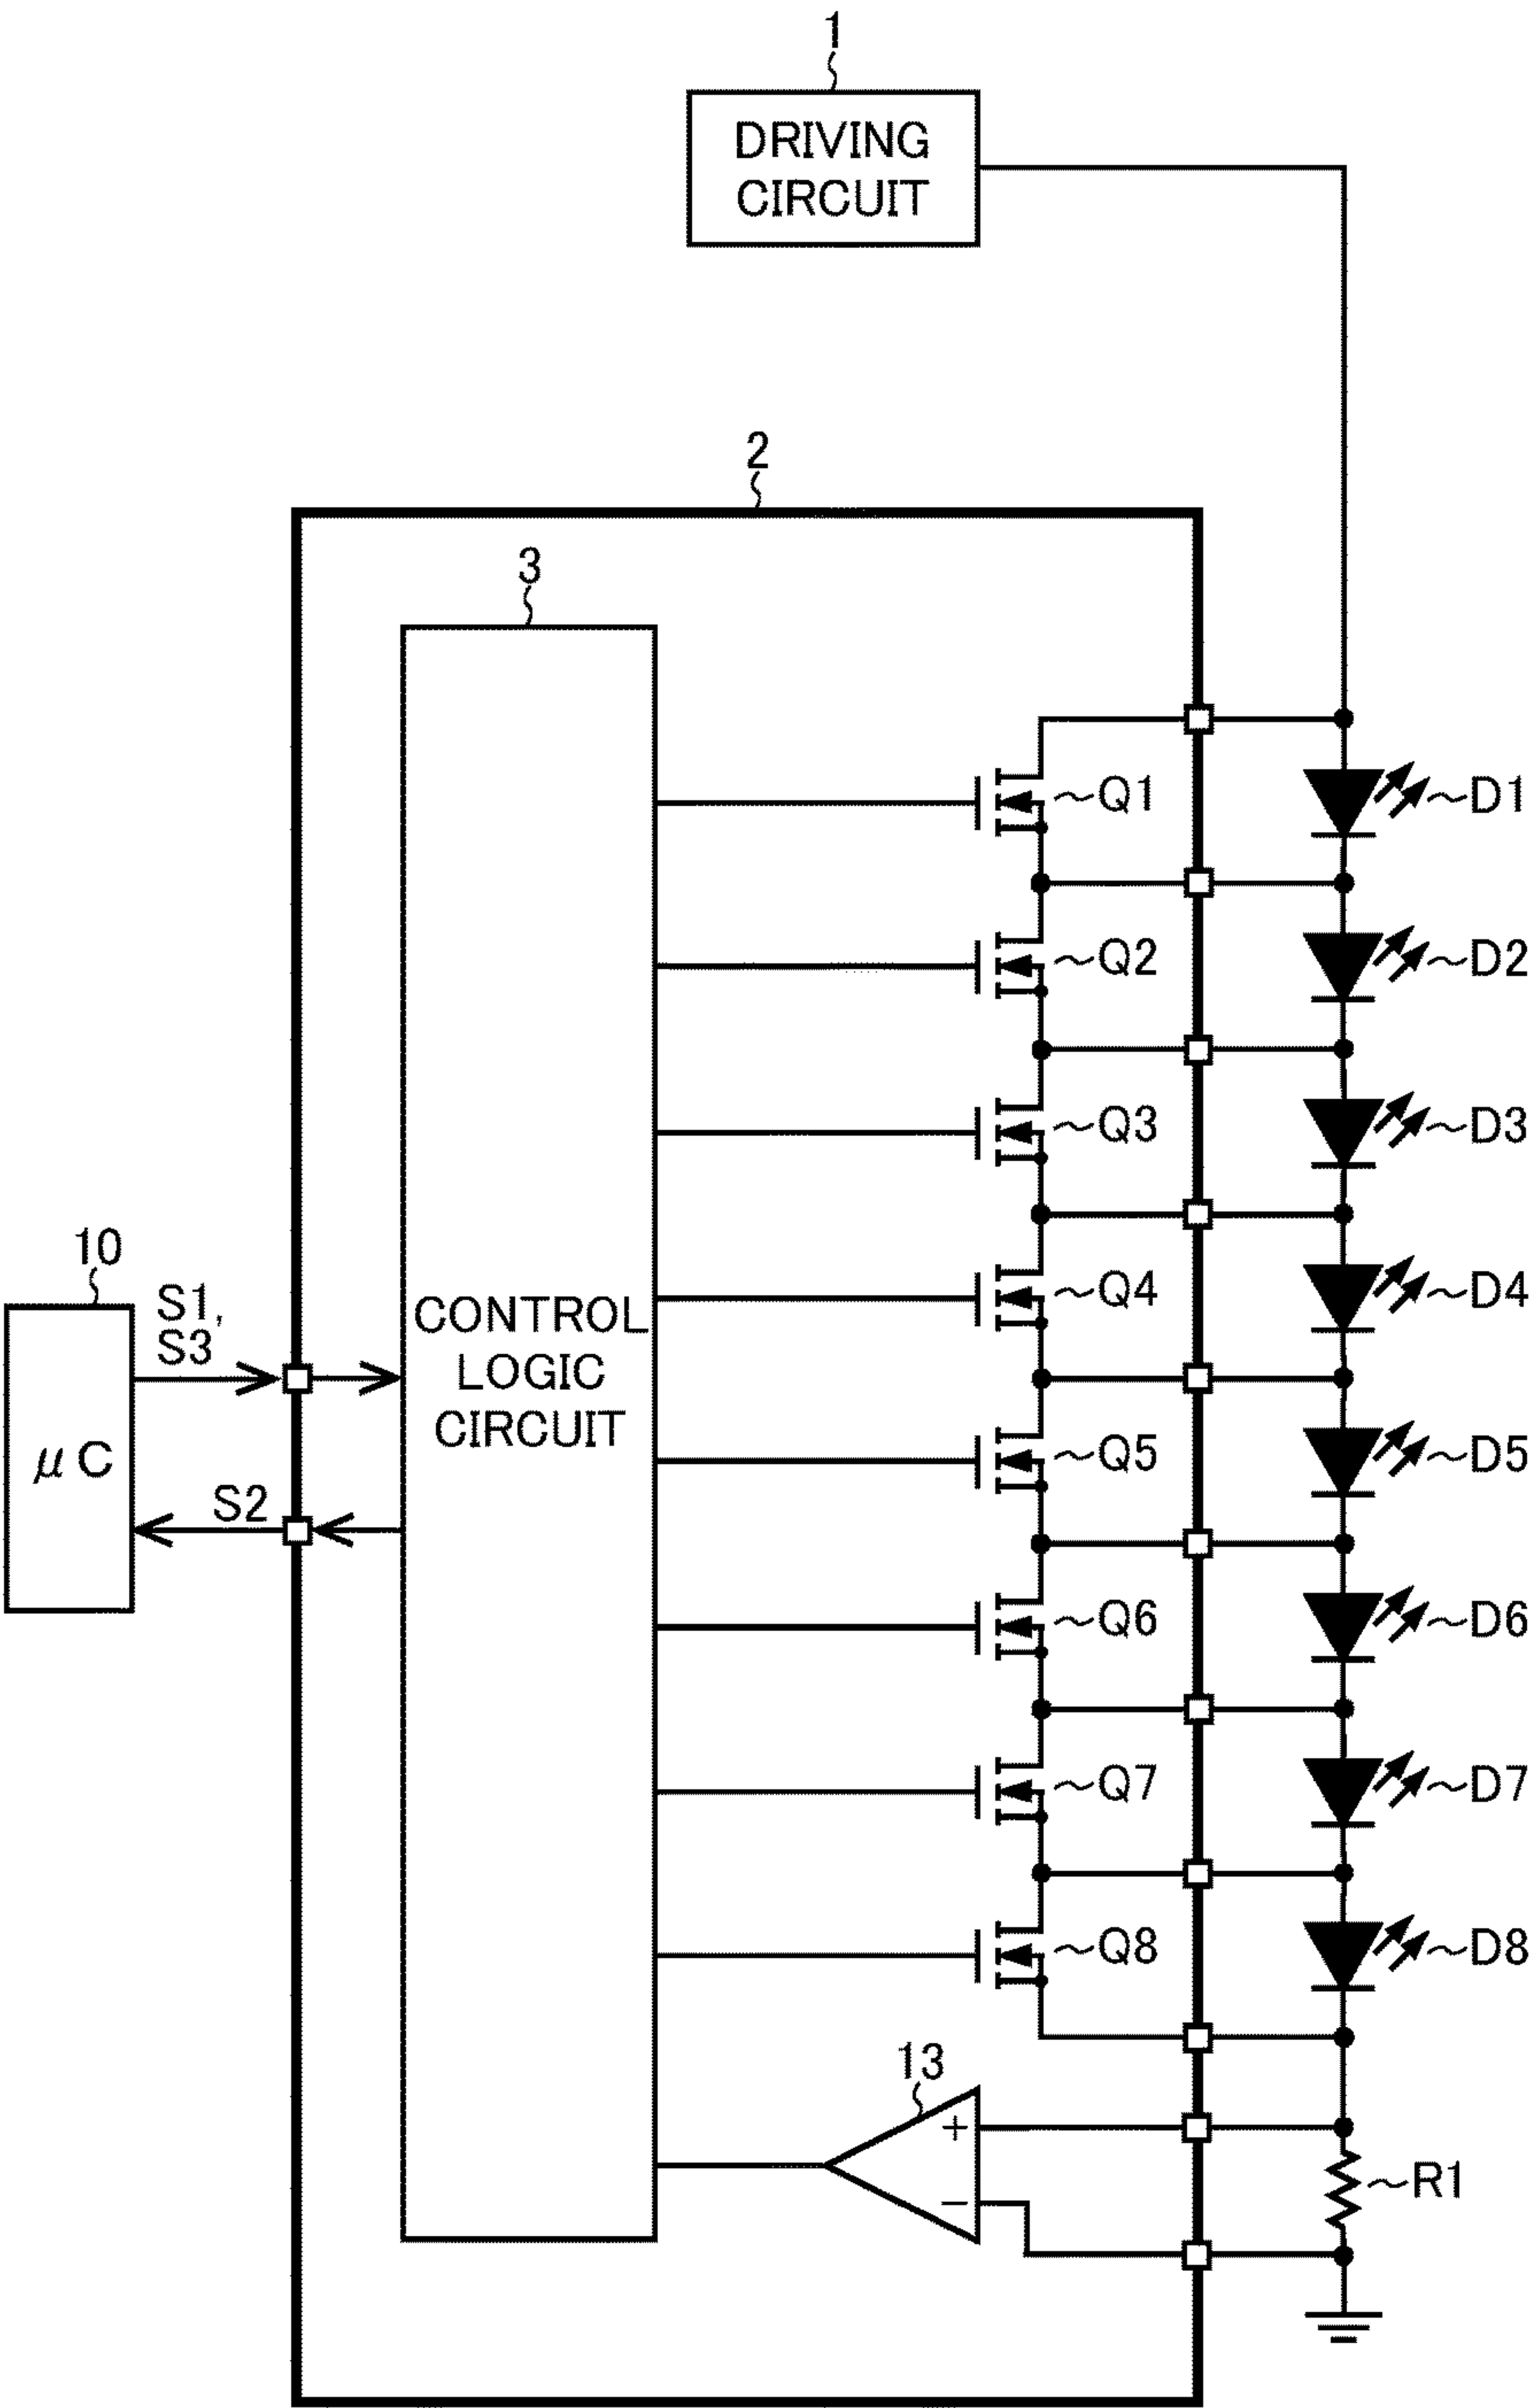 1
DRIVING
CIRCUIT
2
3
Q1
D1
Q2
D2
Q3
D3
10
S1,
S3
CONTROL
LOGIC
CIRCUIT
Q4
D4
μC
S2
Q5
D5
Q6
D6
Q7
D7
Q8
D8
13
+
−
R1